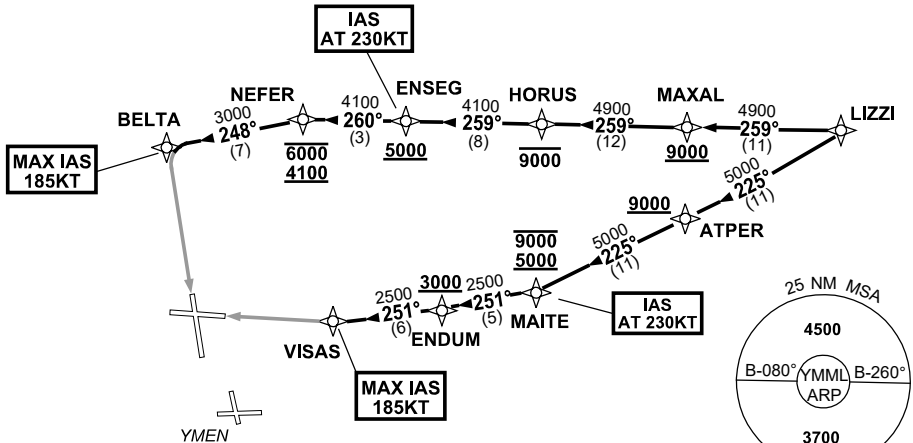 IAS
AT 230KT
ENSEG
NEFER
HORUS
MAXAL
LIZZI
BELTA
3000
248°
(7)
4100
260°
(3)
4100
259°
(8)
4900
259°
(12)
4900
259°
(11)
MAX IAS
185KT
6000
4100
5000
9000
9000
5000
225°
(11)
9000
ATPER
9000
5000
5000
225°
(11)
3000
2500
251°
(6)
2500
251°
(5)
MAITE
ENDUM
VISAS
IAS
AT 230KT
MAX IAS
185KT
YMEN
25 NM MSA
4500
B-080°
YMML
ARP
B-260°
3700